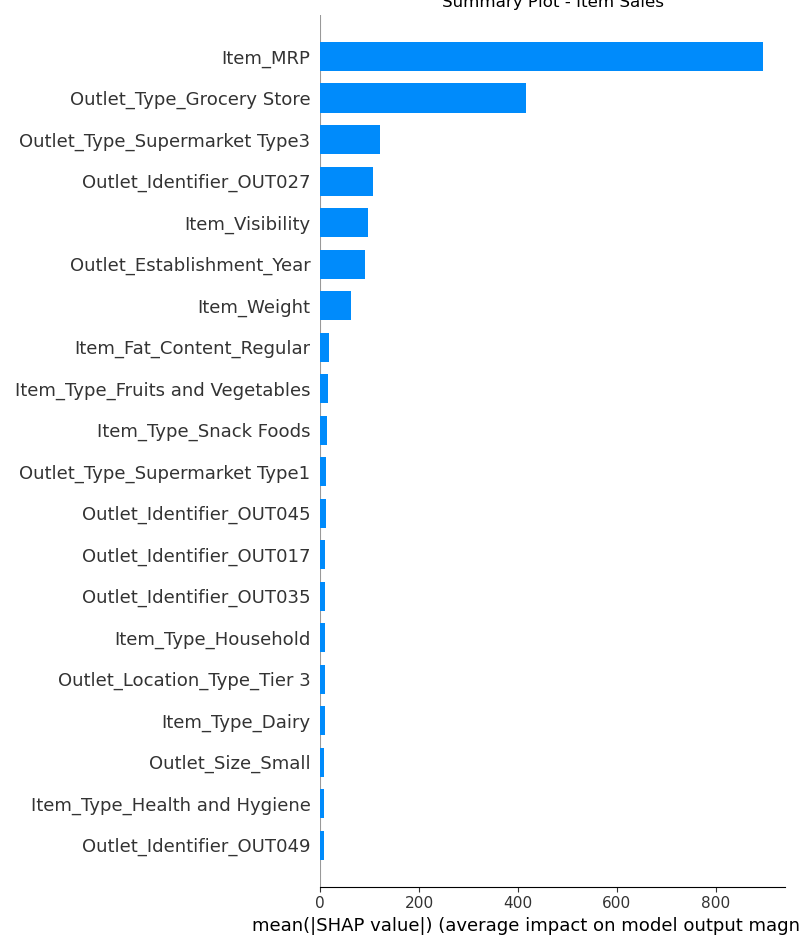 Summary Plot - Item Sales
Item_MRP
Outlet_Type_Grocery Store
Outlet_Type_Supermarket Type3
Outlet_Identifier_OUT027
Item_Visibility
Outlet_Establishment_Year
Item_Weight
Item_Fat_Content_Regular
Item_Type_Fruits and Vegetables
Item_Type_Snack Foods
Outlet_Type_Supermarket Type1
Outlet_Identifier_OUT045
Outlet_Identifier_OUT017
Outlet_Identifier_OUT035
Item_Type_Household
Outlet_Location_Type_Tier 3
Item_Type_Dairy
Outlet_Size_Small
Item_Type_Health and Hygiene
Outlet_Identifier_OUT049
0 200 400 600 800
mean(|SHAP value|) (average impact on model output magn